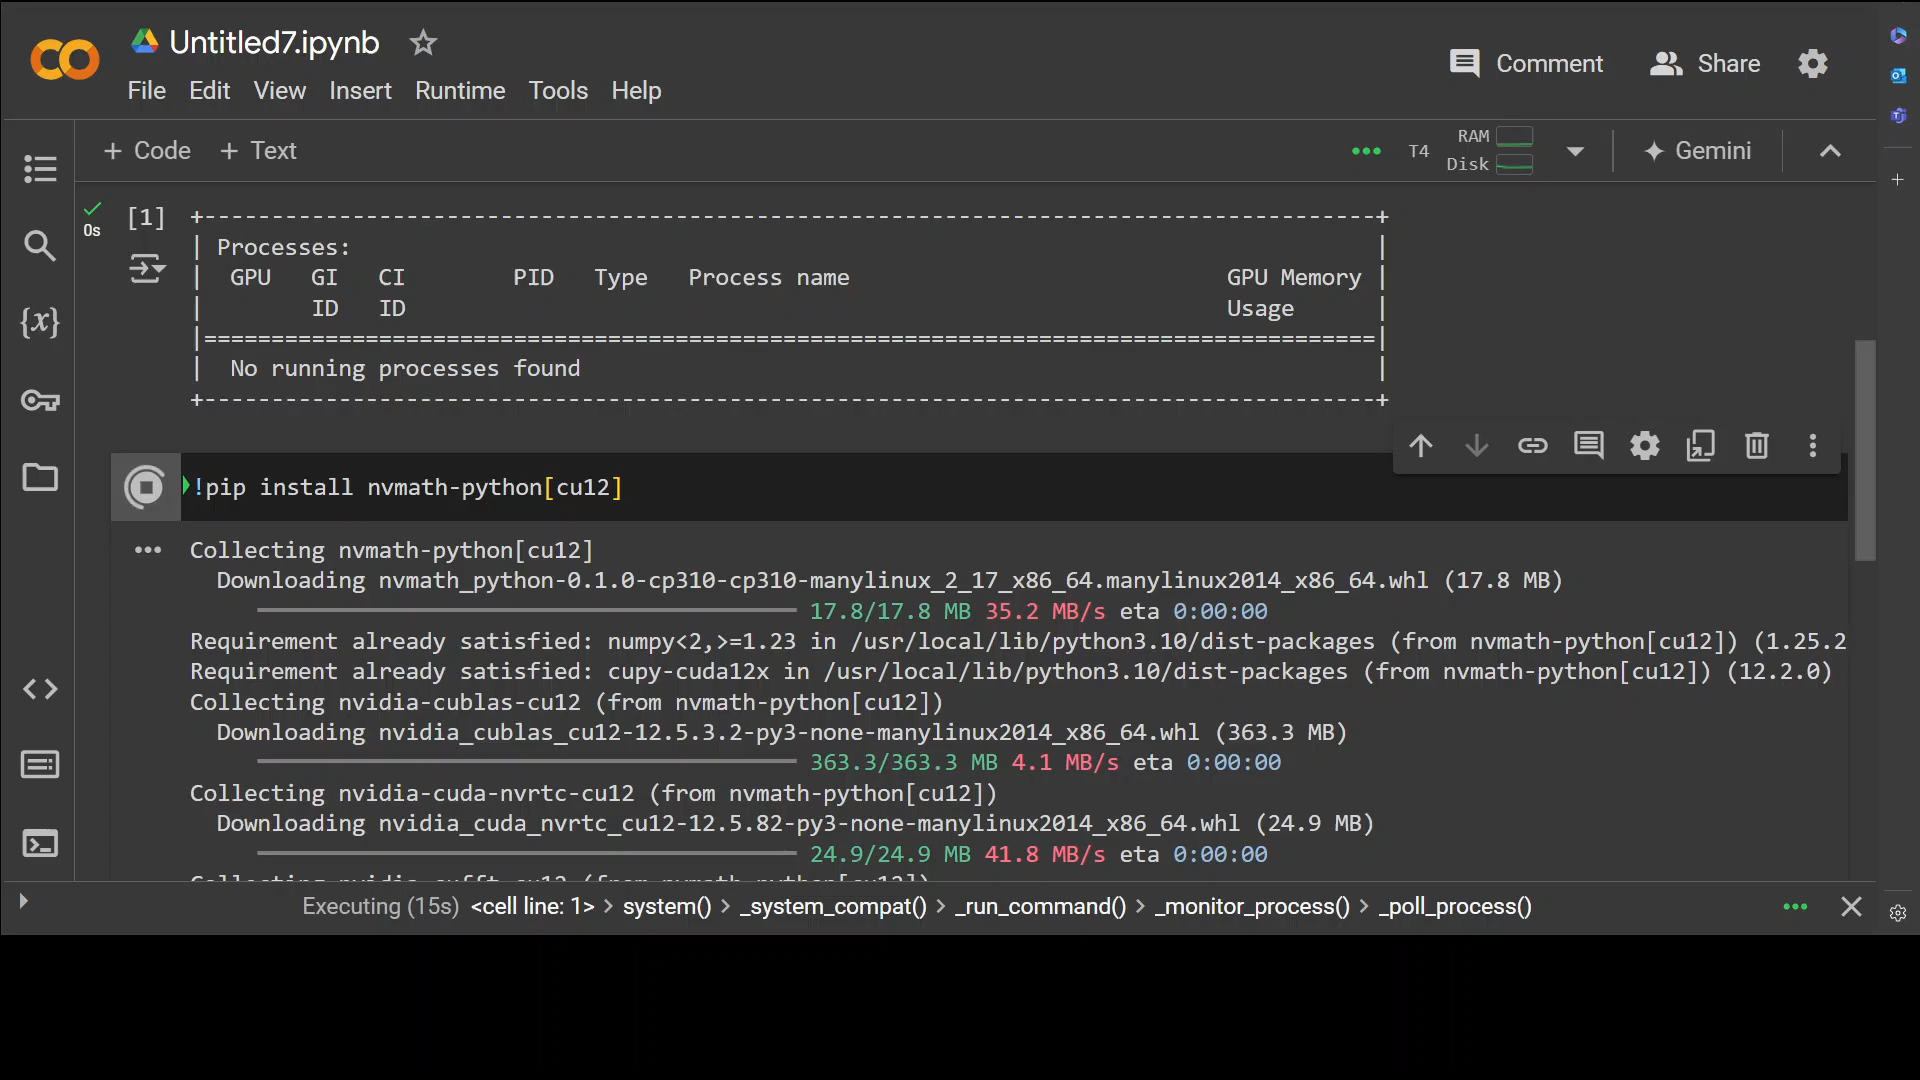 Untitled7.ipynb
Comment
Share
File Edit View Insert Runtime Tools Help
+ Code + Text
T4
RAM
Disk
Gemini
0s
[1]
+---------------------------------------------------------------------------------------+
| Processes: |
| GPU GI CI PID Type Process name GPU Memory |
| ID ID Usage |
|=======================================================================================|
| No running processes found |
+---------------------------------------------------------------------------------------+
!pip install nvmath-python[cu12]
Collecting nvmath-python[cu12]
Downloading nvmath_python-0.1.0-cp310-cp310-manylinux_2_17_x86_64.manylinux2014_x86_64.whl (17.8 MB)
17.8/17.8 MB 35.2 MB/s eta 0:00:00
Requirement already satisfied: numpy<2,>=1.23 in /usr/local/lib/python3.10/dist-packages (from nvmath-python[cu12]) (1.25.2
Requirement already satisfied: cupy-cuda12x in /usr/local/lib/python3.10/dist-packages (from nvmath-python[cu12]) (12.2.0)
Collecting nvidia-cublas-cu12 (from nvmath-python[cu12])
Downloading nvidia_cublas_cu12-12.5.3.2-py3-none-manylinux2014_x86_64.whl (363.3 MB)
363.3/363.3 MB 4.1 MB/s eta 0:00:00
Collecting nvidia-cuda-nvrtc-cu12 (from nvmath-python[cu12])
Downloading nvidia_cuda_nvrtc_cu12-12.5.82-py3-none-manylinux2014_x86_64.whl (24.9 MB)
24.9/24.9 MB 41.8 MB/s eta 0:00:00
Executing (15s) <cell line: 1> > system() > _system_compat() > _run_command() > _monitor_process() > _poll_process()